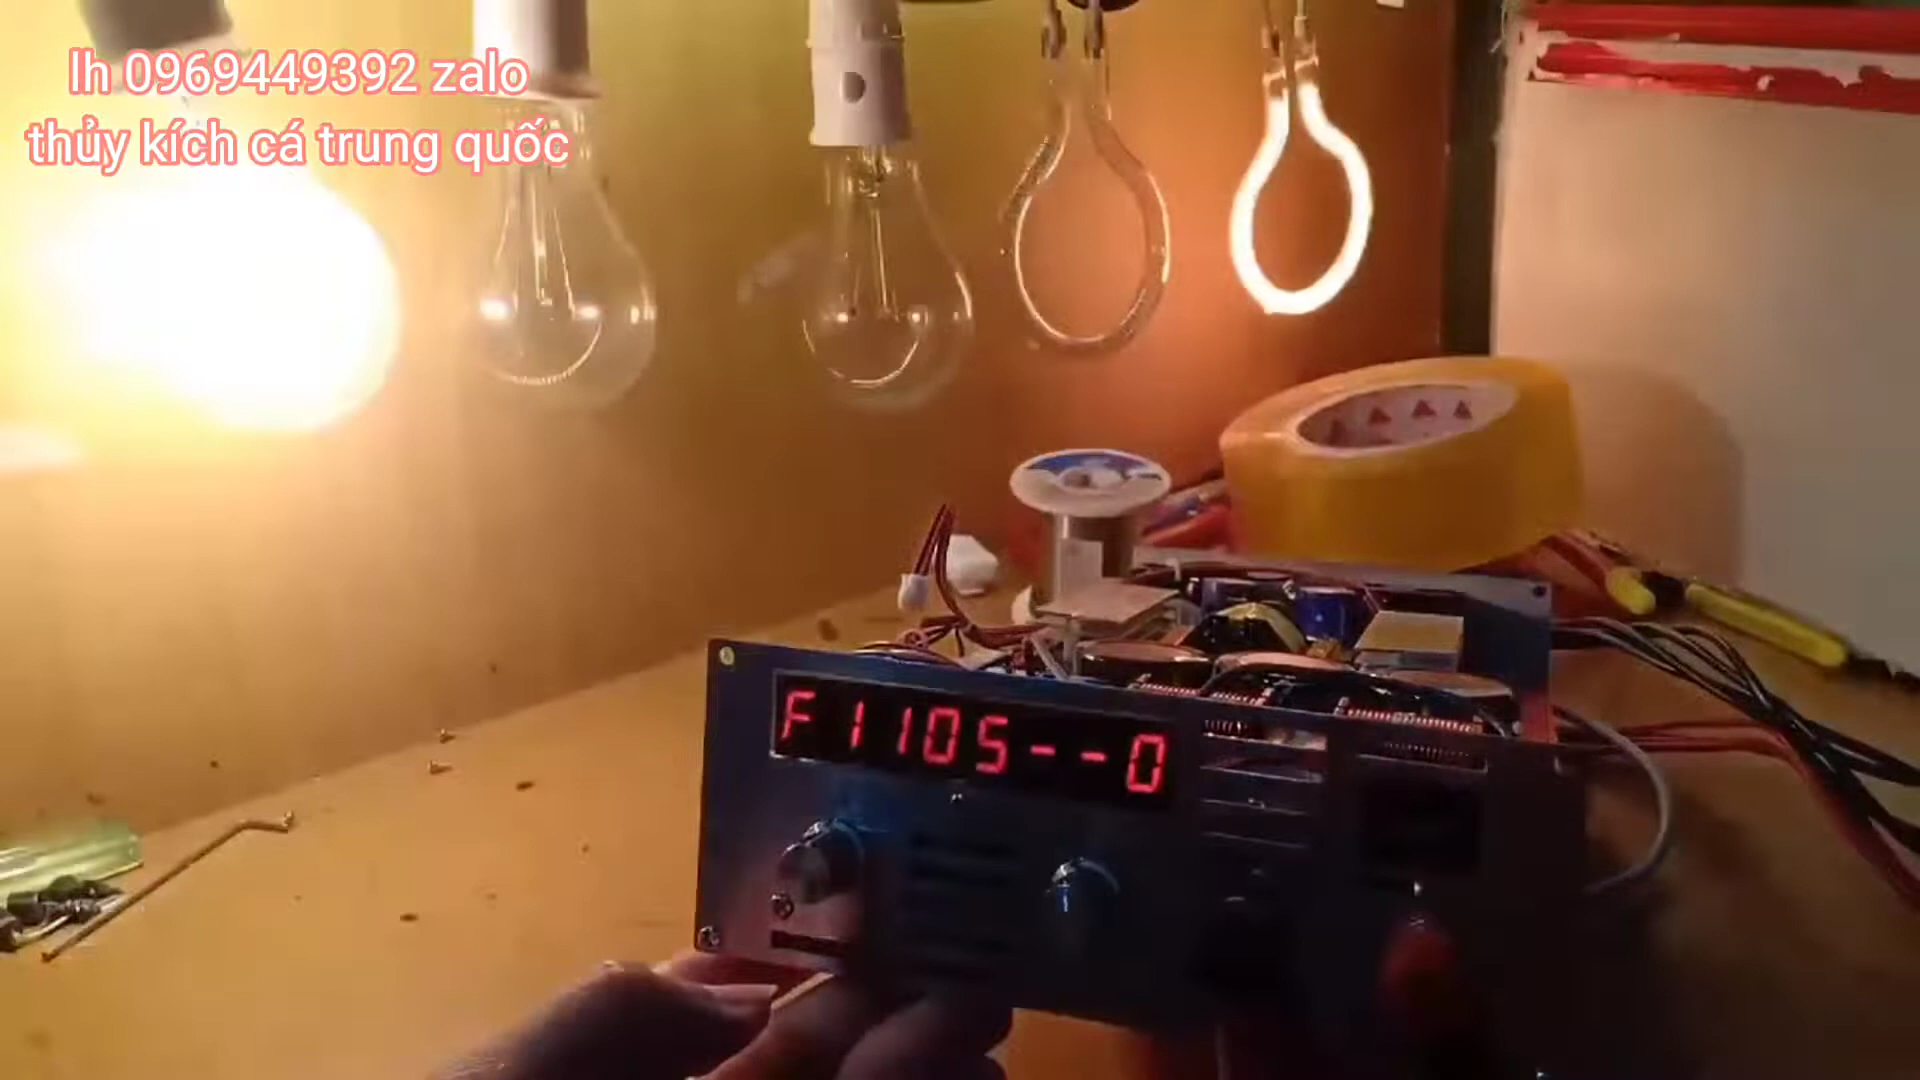 lh 0969449392 zalo
thủy kích cá trung quốc
F1105--0